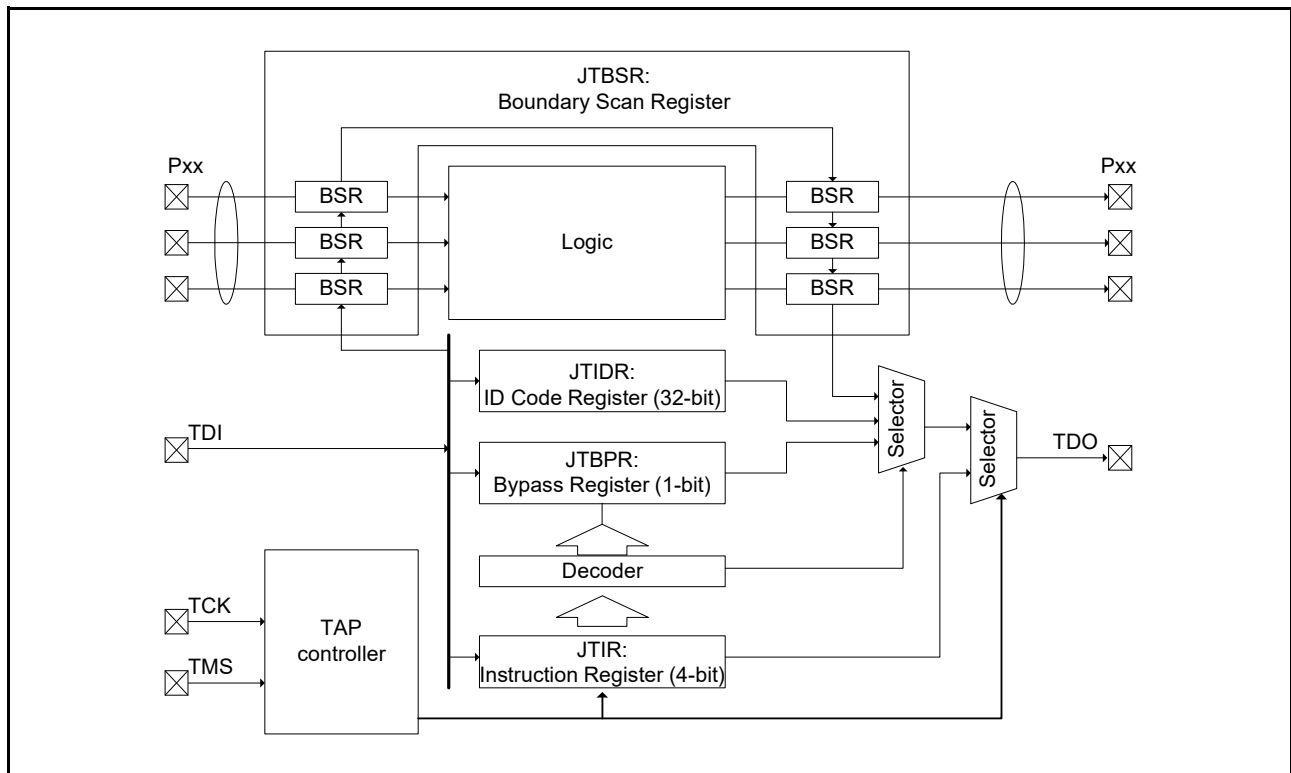 JTBSR:
Boundary Scan Register
Pxx
Pxx
BSR
BSR
BSR
BSR
BSR
BSR
Logic
JTIDR:
ID Code Register (32-bit)
Selector
Selector
TDI
TDO
JTBPR:
Bypass Register (1-bit)
Decoder
TCK
TMS
TAP
controller
JTIR:
Instruction Register (4-bit)